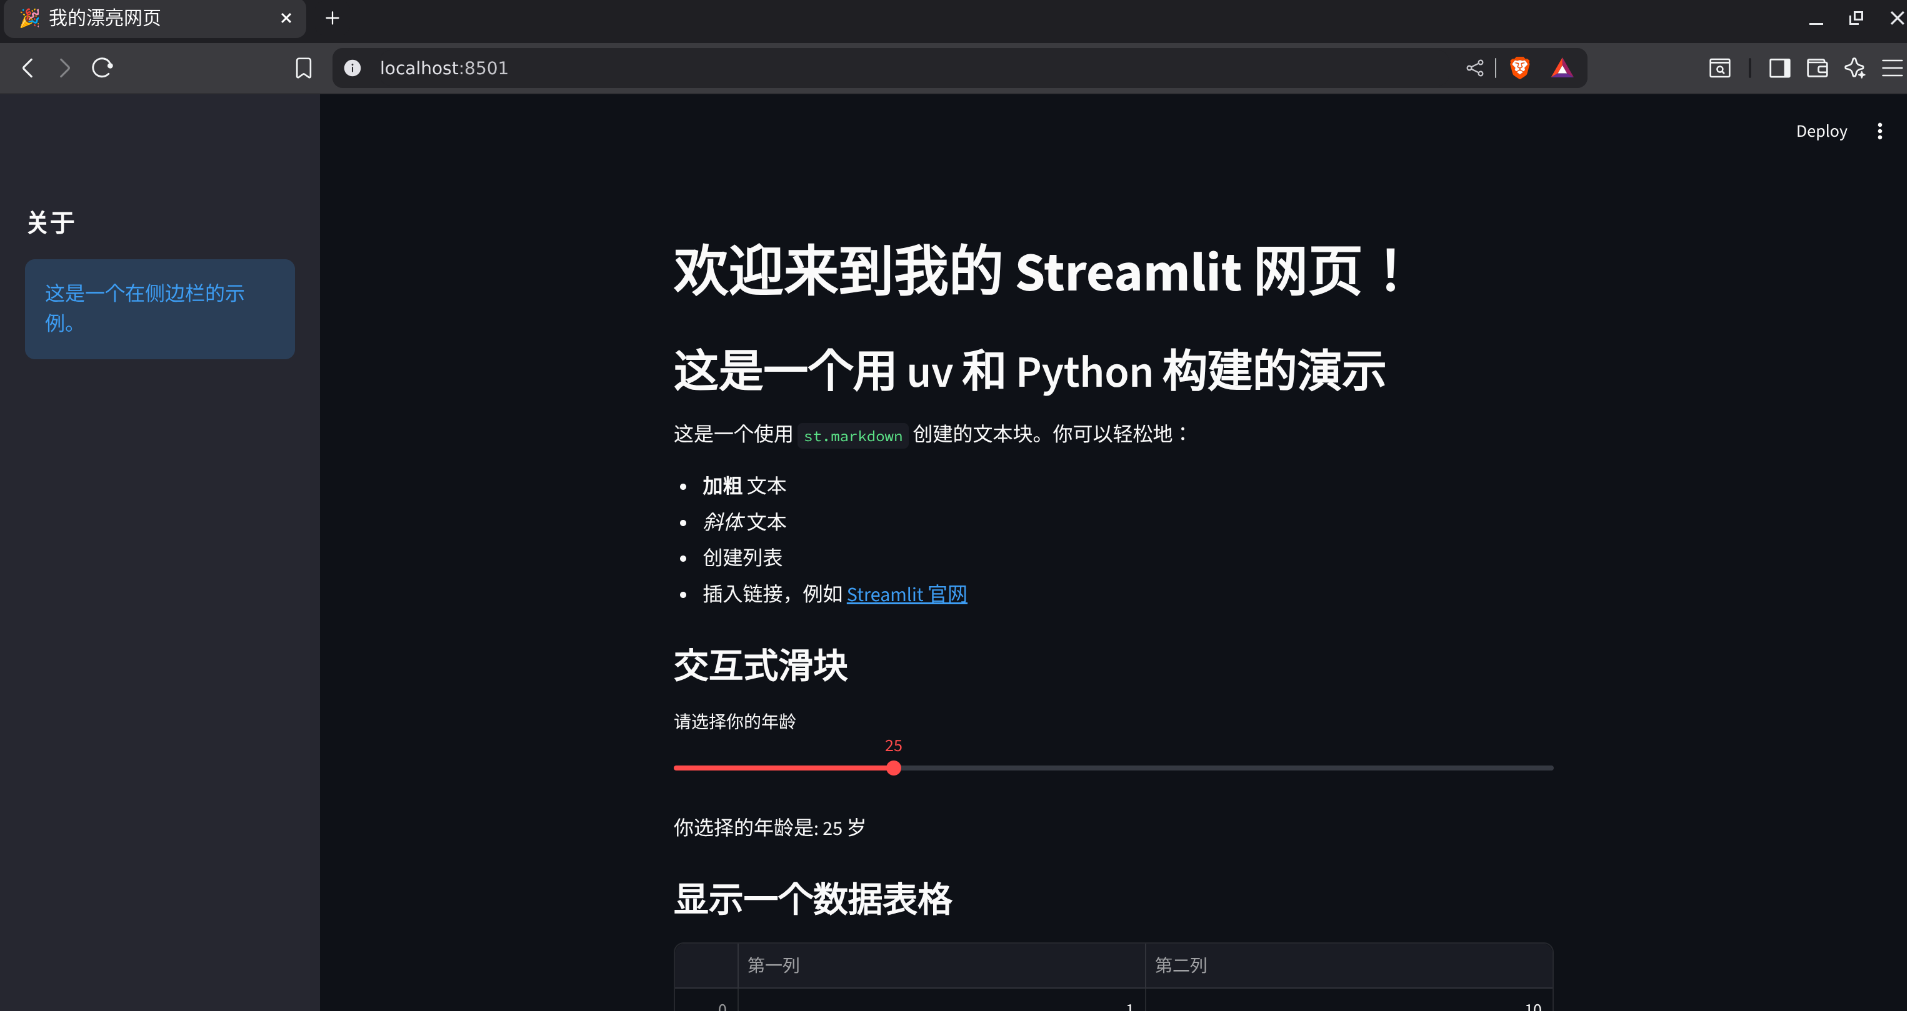 我的漂亮网页
localhost:8501
Deploy
关于
这是一个在侧边栏的示
例。
欢迎来到我的 Streamlit 网页！
这是一个用 uv 和 Python 构建的演示
这是一个使用 st.markdown 创建的文本块。你可以轻松地：
加粗 文本
斜体 文本
创建列表
插入链接，例如 Streamlit 官网
交互式滑块
请选择你的年龄
25
你选择的年龄是: 25 岁
显示一个数据表格
第一列 第二列
0 1 10